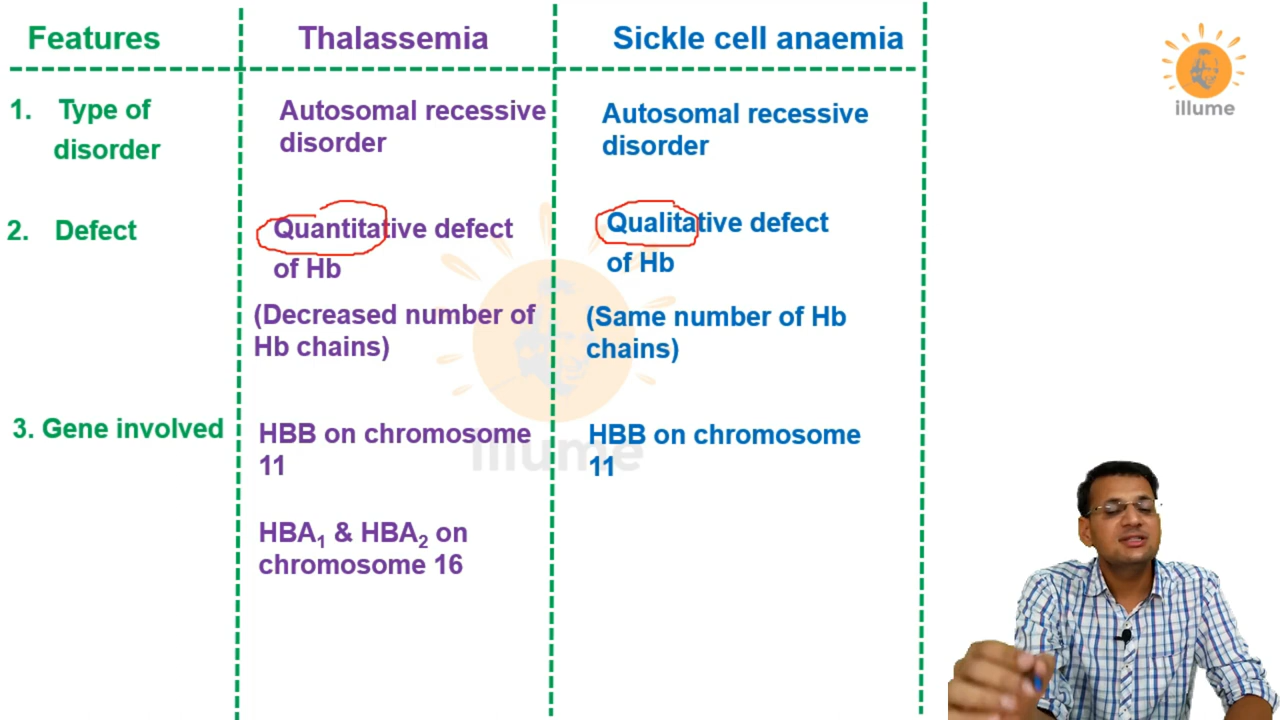 Features Thalassemia Sickle cell anaemia
illume
1. Type of
disorder
Autosomal recessive
disorder
Autosomal recessive
disorder
2. Defect
Quantitative defect
of Hb
(Decreased number of
Hb chains)
Qualitative defect
of Hb
(Same number of Hb
chains)
3. Gene involved
HBB on chromosome
11
HBA₁ & HBA₂ on
chromosome 16
HBB on chromosome
11
illume